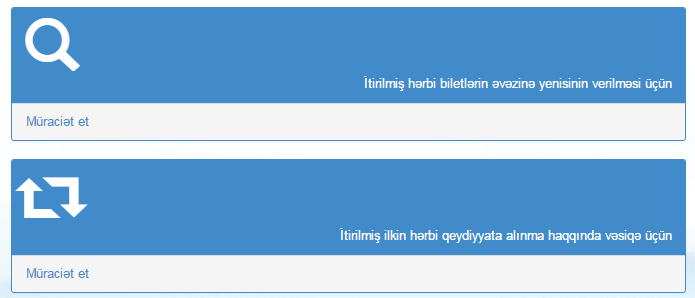 İtirilmiş hərbi biletlərin əvəzinə yenisinin verilməsi üçün
Müraciət et
İtirilmiş ilkin hərbi qeydiyyata alınma haqqında vəsiqə üçün
Müraciət et